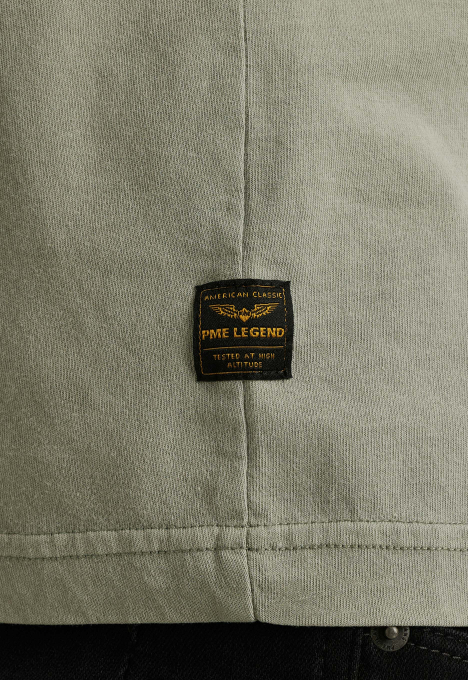 AMERICAN CLASSIC
PME LEGEND
TESTED AT HIGH
ALTITUDE